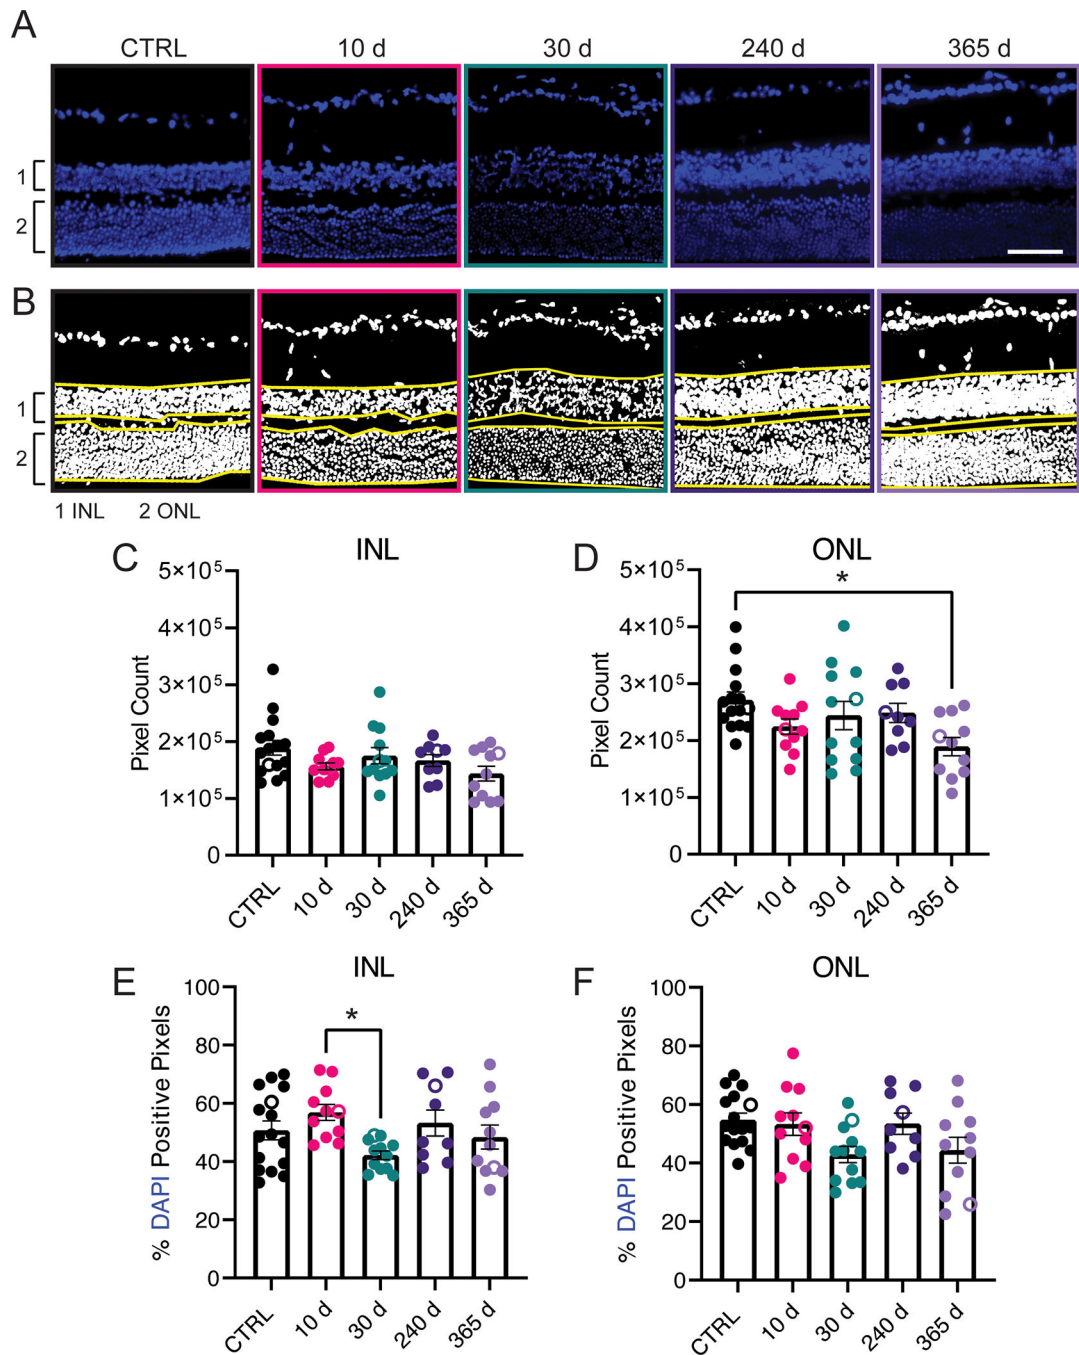 A
CTRL 10 d 30 d 240 d 365 d
1
2
B
1
2
1 INL 2 ONL
C INL
Pixel Count
5×10⁵
4×10⁵
3×10⁵
2×10⁵
1×10⁵
0
CTRL 10 d 30 d 240 d 365 d
D ONL
Pixel Count
5×10⁵
4×10⁵
3×10⁵
2×10⁵
1×10⁵
0
*
CTRL 10 d 30 d 240 d 365 d
E INL
% DAPI Positive Pixels
100
80
60
40
20
0
*
CTRL 10 d 30 d 240 d 365 d
F ONL
% DAPI Positive Pixels
100
80
60
40
20
0
CTRL 10 d 30 d 240 d 365 d